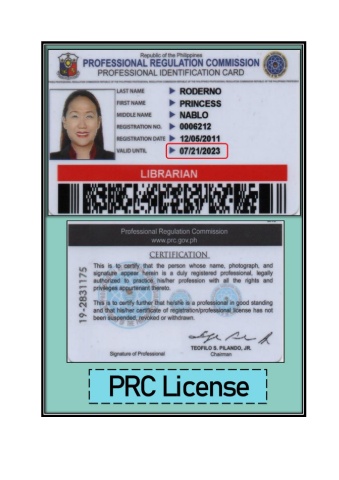 Republic of the Philippines
PROFESSIONAL REGULATION COMMISSION
PROFESSIONAL IDENTIFICATION CARD
LAST NAME RODERNO
FIRST NAME PRINCESS
MIDDLE NAME NABLO
REGISTRATION NO. 0006212
REGISTRATION DATE 12/05/2011
VALID UNTIL 07/21/2023
LIBRARIAN
Professional Regulation Commission
www.prc.gov.ph
CERTIFICATION
This is to certify that the person whose name, photograph, and
signature appear herein is a duly registered professional, legally
authorized to practice his/her profession with all the rights and
privileges appurtenant thereto.
This is to certify further that he/she is a professional in good standing
and that his/her certificate of registration/professional license has not
been suspended, revoked or withdrawn.
19-2831175
TEOFILO S. PILANDO, JR.
Signature of Professional Chairman
PRC License